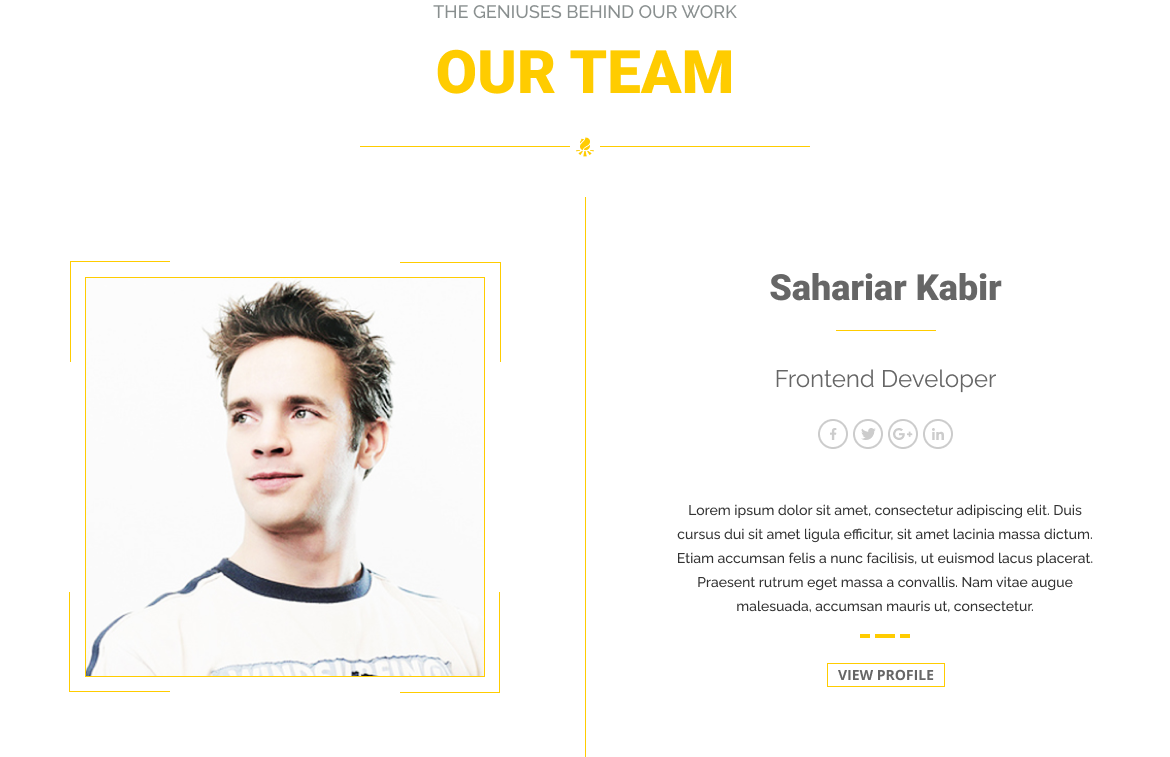 THE GENIUSES BEHIND OUR WORK
OUR TEAM
Sahariar Kabir
Frontend Developer
Lorem ipsum dolor sit amet, consectetur adipiscing elit. Duis
cursus dui sit amet ligula efficitur, sit amet lacinia massa dictum.
Etiam accumsan felis a nunc facilisis, ut euismod lacus placerat.
Praesent rutrum eget massa a convallis. Nam vitae augue
malesuada, accumsan mauris ut, consectetur.
VIEW PROFILE